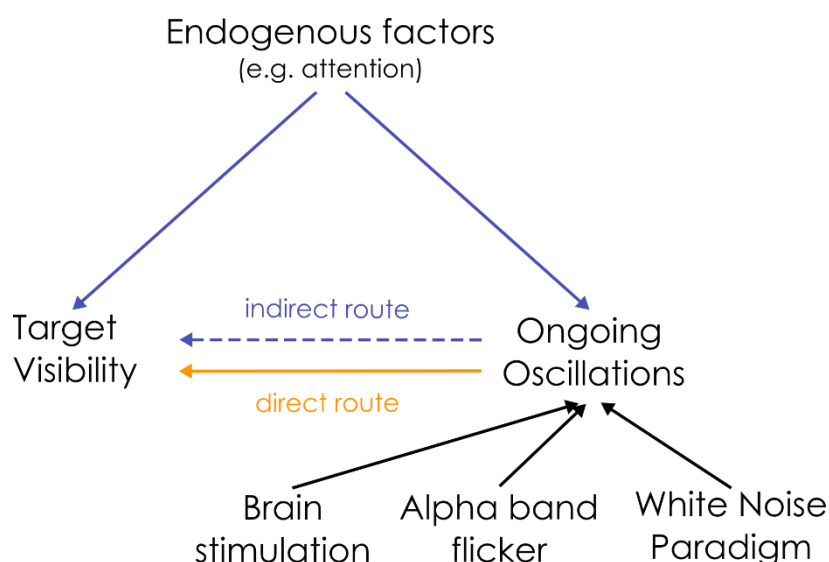 Endogenous factors
(e.g. attention)
indirect route
Target
Visibility
Ongoing
Oscillations
direct route
Brain
stimulation
Alpha band
flicker
White Noise
Paradigm